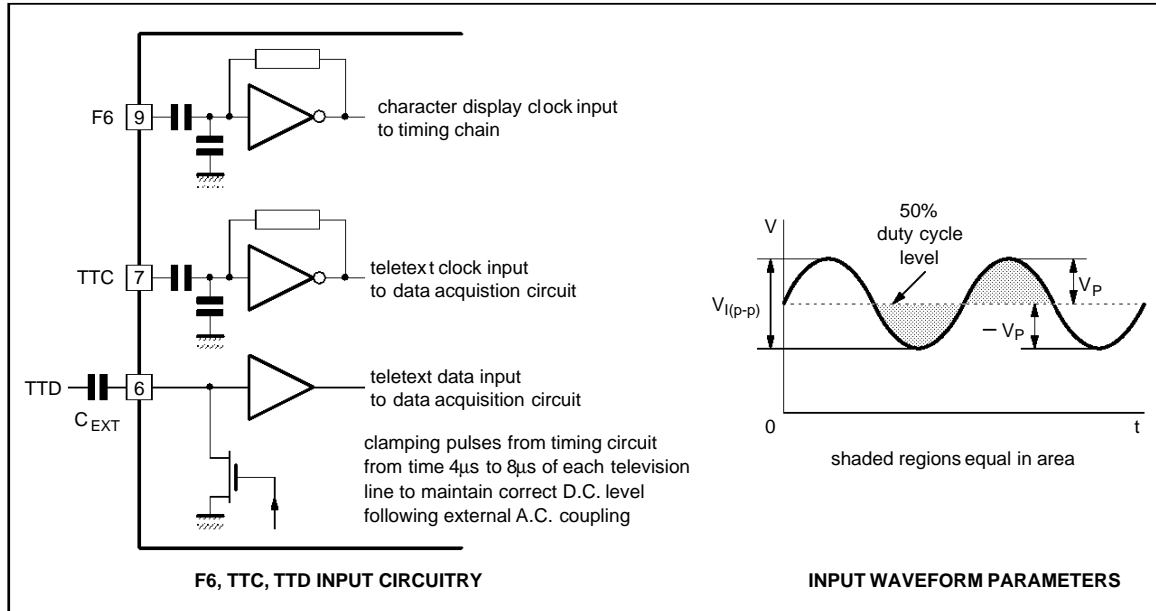 F6
9
character display clock input
to timing chain
TTC
7
teletext clock input
to data acquistion circuit
TTD
6
C EXT
teletext data input
to data acquisition circuit
clamping pulses from timing circuit
from time 4μs to 8μs of each television
line to maintain correct D.C. level
following external A.C. coupling
F6, TTC, TTD INPUT CIRCUITRY
V
50%
duty cycle
level
VI(p-p)
VP
– VP
0
t
shaded regions equal in area
INPUT WAVEFORM PARAMETERS